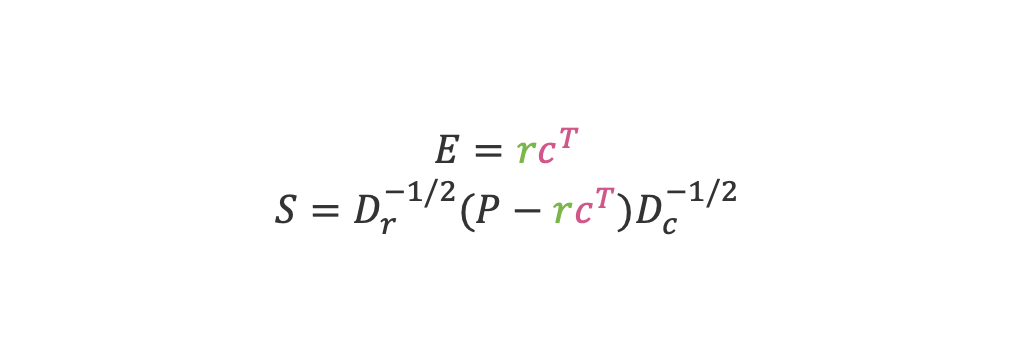 E = rc^T
S = D_r^{-1/2}(P − rc^T)D_c^{-1/2}